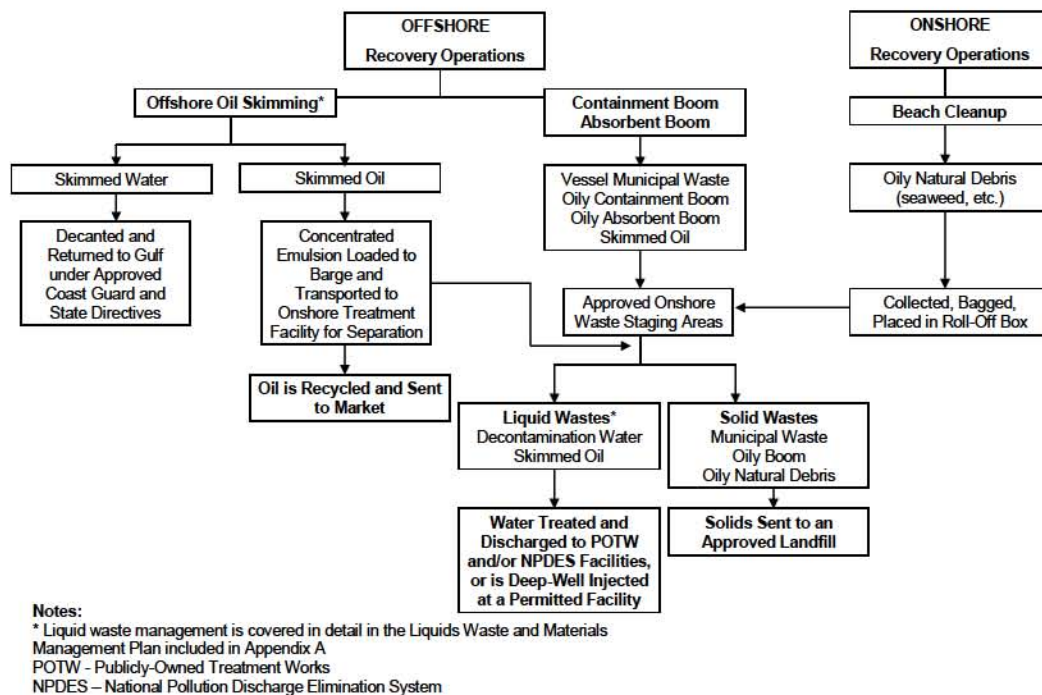 OFFSHORE
Recovery Operations
ONSHORE
Recovery Operations
Offshore Oil Skimming*
Containment Boom
Absorbent Boom
Beach Cleanup
Skimmed Water
Skimmed Oil
Vessel Municipal Waste
Oily Containment Boom
Oily Absorbent Boom
Skimmed Oil
Oily Natural Debris
(seaweed, etc.)
Decanted and
Returned to Gulf
under Approved
Coast Guard and
State Directives
Concentrated
Emulsion Loaded to
Barge and
Transported to
Onshore Treatment
Facility for Separation
Approved Onshore
Waste Staging Areas
Collected, Bagged,
Placed in Roll-Off Box
Oil is Recycled and Sent
to Market
Liquid Wastes*
Decontamination Water
Skimmed Oil
Solid Wastes
Municipal Waste
Oily Boom
Oily Natural Debris
Water Treated and
Discharged to POTW
and/or NPDES Facilities,
or is Deep-Well Injected
at a Permitted Facility
Solids Sent to an
Approved Landfill
Notes:
* Liquid waste management is covered in detail in the Liquids Waste and Materials
Management Plan included in Appendix A
POTW - Publicly-Owned Treatment Works
NPDES – National Pollution Discharge Elimination System